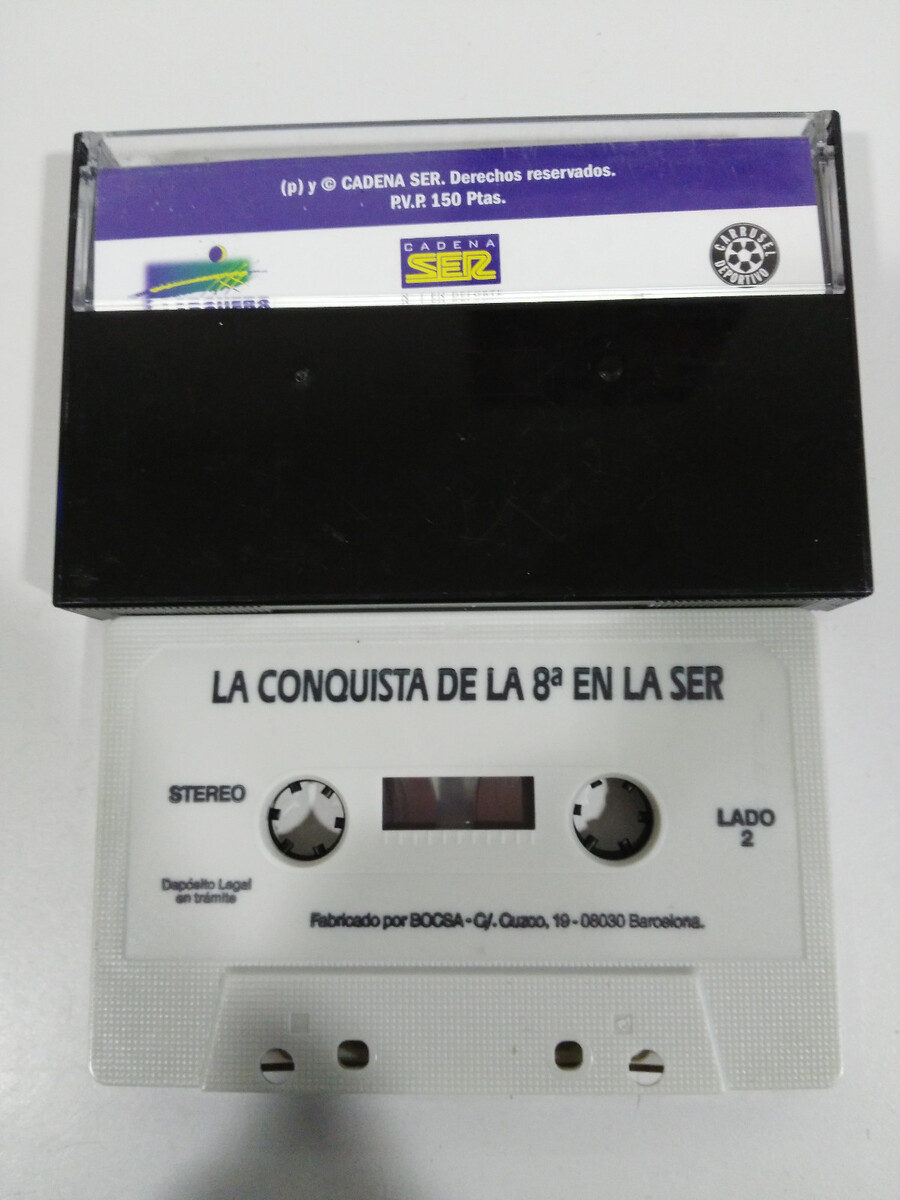 (p) y © CADENA SER. Derechos reservados.
P.V.P. 150 Ptas.
CADENA
SER
CARRUSEL
DEPORTIVO
LA CONQUISTA DE LA 8ª EN LA SER
STEREO
LADO
2
Depósito Legal
en trámite
Fabricado por BOCSA - C/. Cuzco, 19 - 08030 Barcelona.